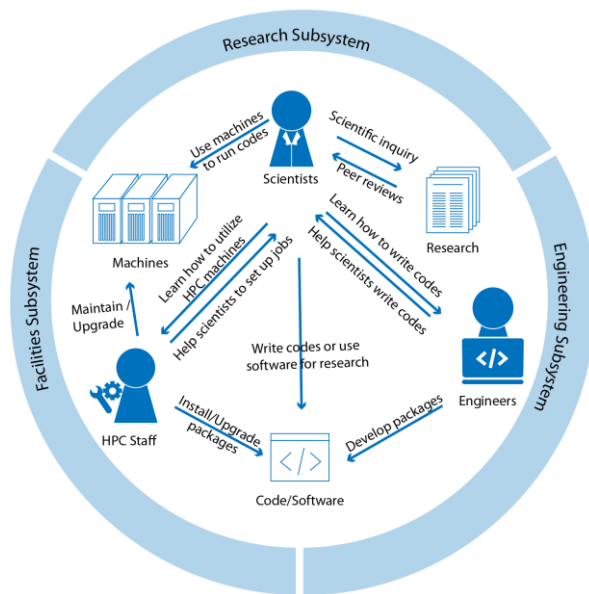 Research Subsystem
Use machines
to run codes
Scientific inquiry
Peer reviews
Scientists
Machines
Research
Learn how to utilize
HPC machines
Help scientists to set up jobs
Learn how to write codes
Help scientists write codes
Facilities Subsystem
Engineering Subsystem
Maintain /
Upgrade
Write codes or use
software for research
</>
HPC Staff
Engineers
Install/Upgrade
packages
Develop packages
</>
Code/Software